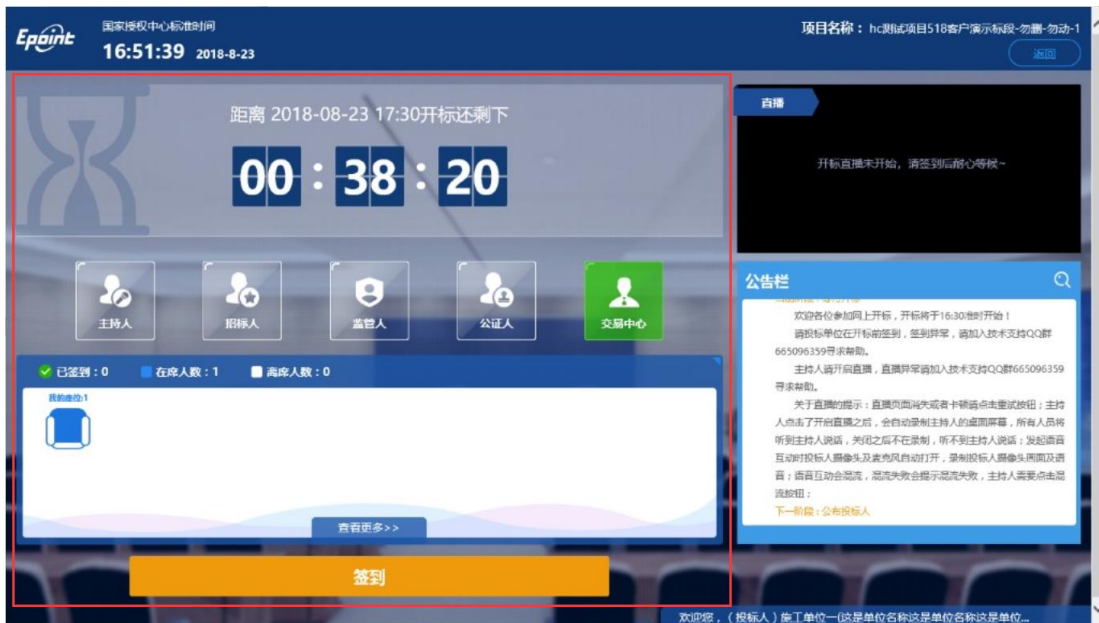 Epoint
国家授权中心标准时间
16:51:39 2018-8-23
项目名称：hc测试项目518客户演示标段-勿删-勿动-1
返回
距离 2018-08-23 17:30开标还剩下
00 : 38 : 20
主持人
招标人
监管人
公证人
交易中心
已签到：0 在席人数：1 离席人数：0
我的座位:1
查看更多>>
签到
直播
开标直播未开始，请签到后耐心等候~
公告栏
欢迎各位参加网上开标，开标将于16:30准时开始！
请投标单位在开标前签到，签到异常，请加入技术支持QQ群
665096359寻求帮助。
主持人请开启直播，直播异常请加入技术支持QQ群665096359
寻求帮助。
关于直播的提示：直播页面消失或者卡顿请点击重试按钮；主持
人点击了开启直播之后，会自动录制主持人的桌面屏幕，所有人员将
听到主持人说话，关闭之后不在录制，听不到主持人说话；发起语音
互动时投标人摄像头及麦克风自动打开，录制投标人摄像头画面及语
音；语音互动会混流，混流失败会提示混流失败，主持人需要点击混
流按钮；
下一阶段：公布投标人
欢迎您，（投标人）施工单位一(这是单位名称这是单位名称这是单位...